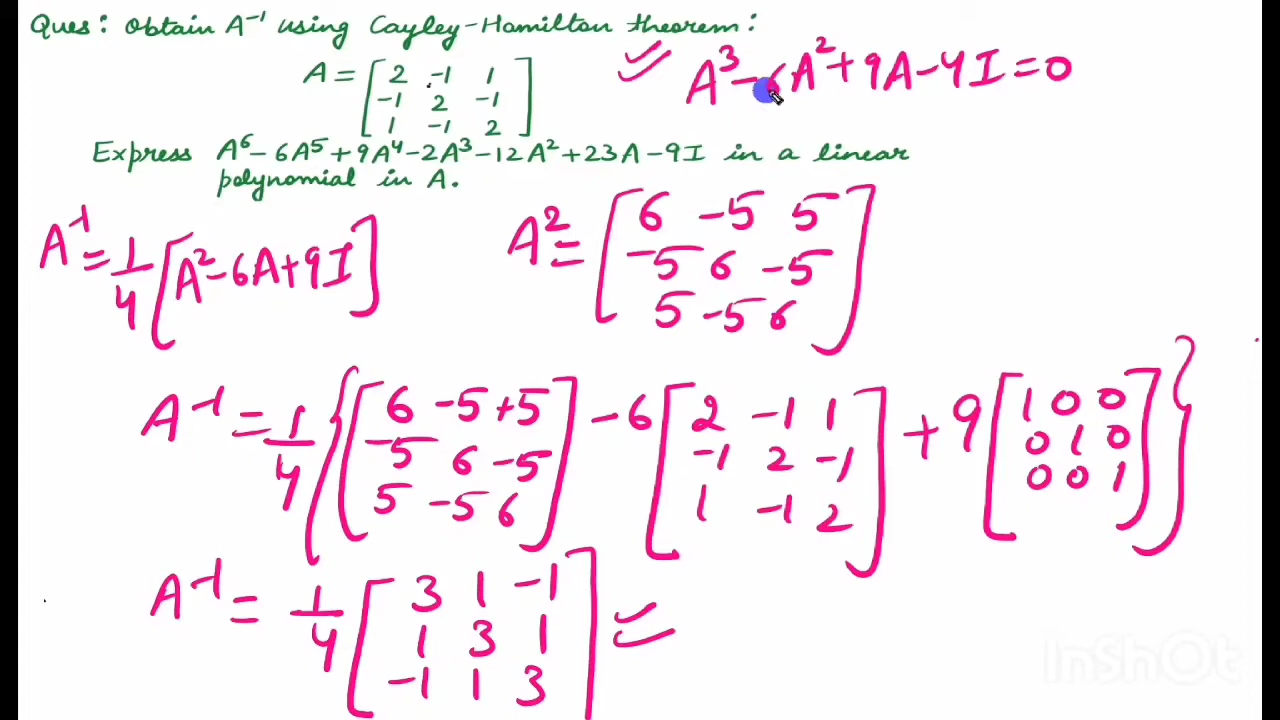 Ques: Obtain A⁻¹ using Cayley-Hamilton theorem:
A = [ 2 -1 1
-1 2 -1
1 -1 2 ]
A³ - 6A² + 9A - 4I = 0
Express A⁶ - 6A⁵ + 9A⁴ - 2A³ - 12A² + 23A - 9I in a linear
polynomial in A.
A⁻¹ = 1/4 [A² - 6A + 9I]
A² = [ 6 -5 5
-5 6 -5
5 -5 6 ]
A⁻¹ = 1/4 { [ 6 -5 +5 ] - 6 [ 2 -1 1 ] + 9 [ 1 0 0 ] }
[ -5 6 -5 ] [ -1 2 -1 ] [ 0 1 0 ]
[ 5 -5 6 ] [ 1 -1 2 ] [ 0 0 1 ]
A⁻¹ = 1/4 [ 3 1 -1
1 3 1
-1 1 3 ]
InShOt